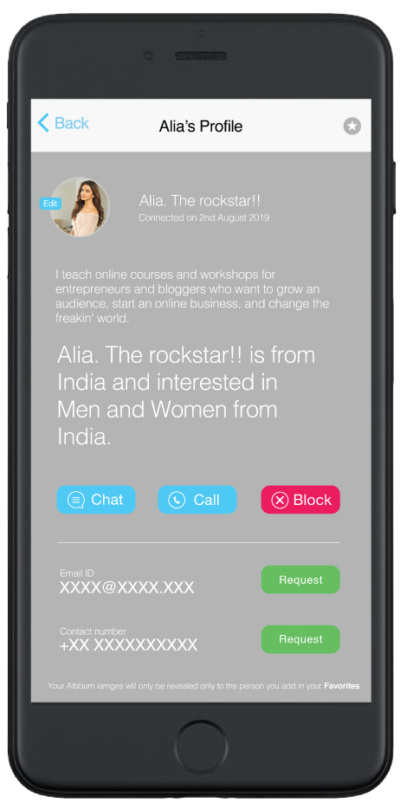 Back
Alia's Profile
Edit
Alia. The rockstar!!
Connected on 2nd August 2019
I teach online courses and workshops for
entrepreneurs and bloggers who want to grow an
audience, start an online business, and change the
freakin' world.
Alia. The rockstar!! is from
India and interested in
Men and Women from
India.
Chat
Call
Block
Email ID
XXXX@XXXX.XXX
Request
Contact number
+XX XXXXXXXXXX
Request
Your Albbum iamges will only be revealed only to the person you add in your Favorites